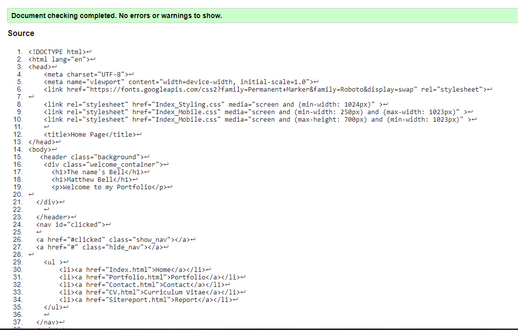 Document checking completed. No errors or warnings to show.
Source
1. <!DOCTYPE html>↩
2. <html lang="en">↩
3. <head>↩
4. <meta charset="UTF-8">↩
5. <meta name="viewport" content="width=device-width, initial-scale=1.0">↩
6. <link href="https://fonts.googleapis.com/css2?family=Permanent+Marker&family=Roboto&display=swap" rel="stylesheet">↩
7. ↩
8. <link rel="stylesheet" href="Index_Styling.css" media="screen and (min-width: 1024px)" >↩
9. <link rel="stylesheet" href="Index_Mobile.css" media="screen and (min-width: 250px) and (max-width: 1023px)">↩
10. <link rel="stylesheet" href="Index_Mobile.css" media="screen and (max-height: 700px) and (min-width: 1023px)" >↩
11. ↩
12. <title>Home Page</title>↩
13. </head>↩
14. <body>↩
15. <header class="background">↩
16. <div class="welcome_container">↩
17. <h1>The name's Bell</h1>↩
18. <h1>Matthew Bell</h1>↩
19. <p>Welcome to my Portfolio</p>↩
20. ↩
21. </div>↩
22. ↩
23. </header>↩
24. <nav id="clicked">↩
25. ↩
26. <a href="#clicked" class="show_nav"></a>↩
27. <a href="#" class="hide_nav"></a>↩
28. ↩
29. <ul >↩
30. <li><a href="Index.html">Home</a></li>↩
31. <li><a href="Portfolio.html">Portfolio</a></li>↩
32. <li><a href="Contact.html">Contact</a></li>↩
33. <li><a href="CV.html">Curriculum Vitae</a></li>↩
34. <li><a href="Sitereport.html">Report</a></li>↩
35. </ul>↩
36. ↩
37. </nav>↩